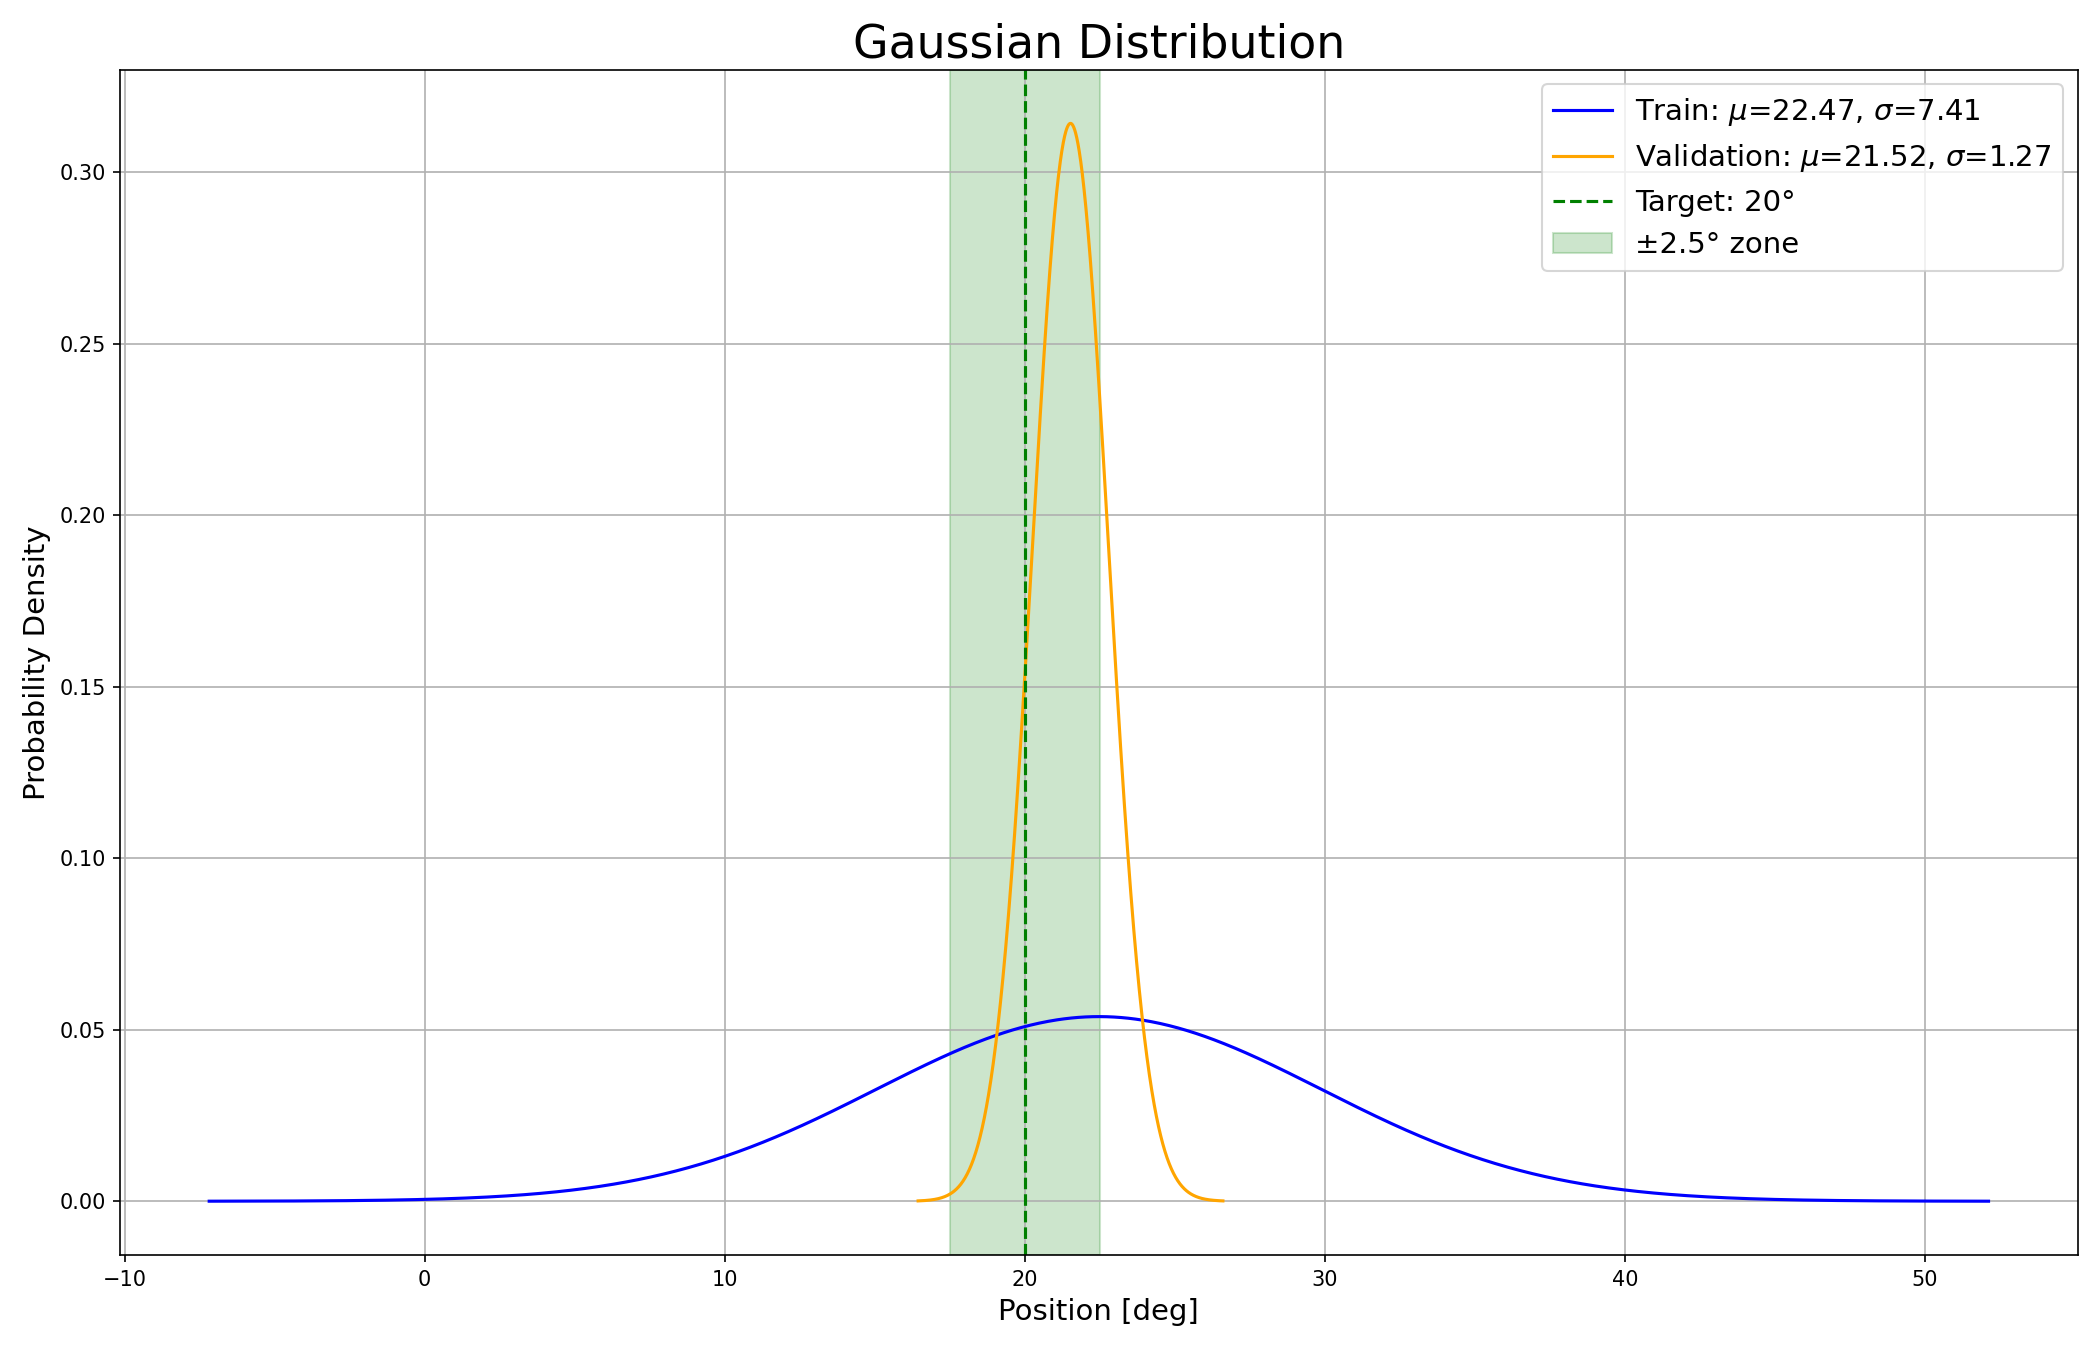 Gaussian Distribution
Train: μ=22.47, σ=7.41
Validation: μ=21.52, σ=1.27
Target: 20°
±2.5° zone
Probability Density
0.30
0.25
0.20
0.15
0.10
0.05
0.00
−10 0 10 20 30 40 50
Position [deg]